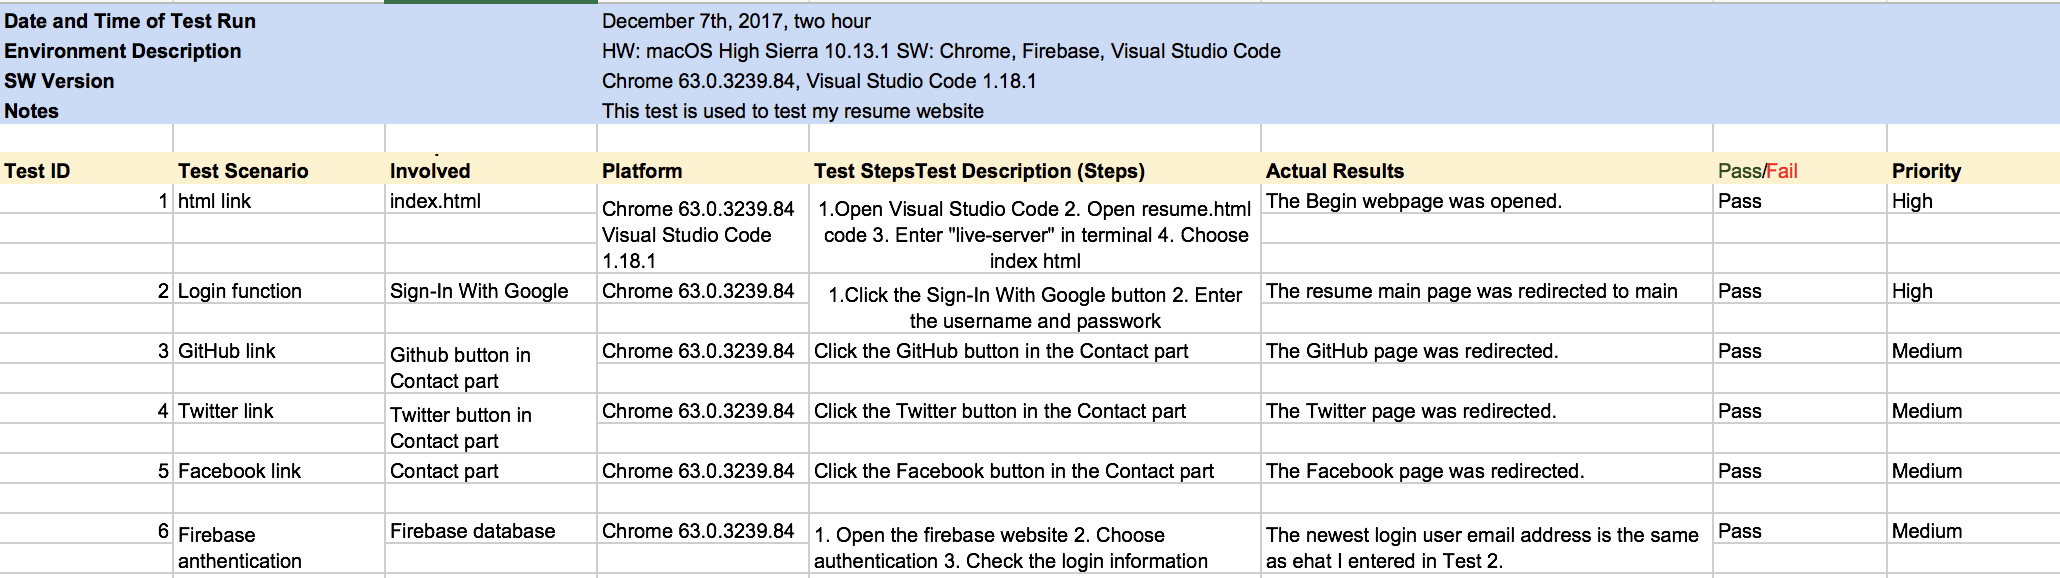 Date and Time of Test Run December 7th, 2017, two hour
Environment Description HW: macOS High Sierra 10.13.1 SW: Chrome, Firebase, Visual Studio Code
SW Version Chrome 63.0.3239.84, Visual Studio Code 1.18.1
Notes This test is used to test my resume website
Test ID Test Scenario Involved Platform Test StepsTest Description (Steps) Actual Results Pass/Fail Priority
1 html link index.html Chrome 63.0.3239.84 1.Open Visual Studio Code 2. Open resume.html The Begin webpage was opened. Pass High
Visual Studio Code code 3. Enter "live-server" in terminal 4. Choose
1.18.1 index html
2 Login function Sign-In With Google Chrome 63.0.3239.84 1.Click the Sign-In With Google button 2. Enter The resume main page was redirected to main Pass High
the username and passwork
3 GitHub link Github button in Chrome 63.0.3239.84 Click the GitHub button in the Contact part The GitHub page was redirected. Pass Medium
Contact part
4 Twitter link Twitter button in Chrome 63.0.3239.84 Click the Twitter button in the Contact part The Twitter page was redirected. Pass Medium
Contact part
5 Facebook link Contact part Chrome 63.0.3239.84 Click the Facebook button in the Contact part The Facebook page was redirected. Pass Medium
6 Firebase Firebase database Chrome 63.0.3239.84 1. Open the firebase website 2. Choose The newest login user email address is the same Pass Medium
anthentication authentication 3. Check the login information as ehat I entered in Test 2.